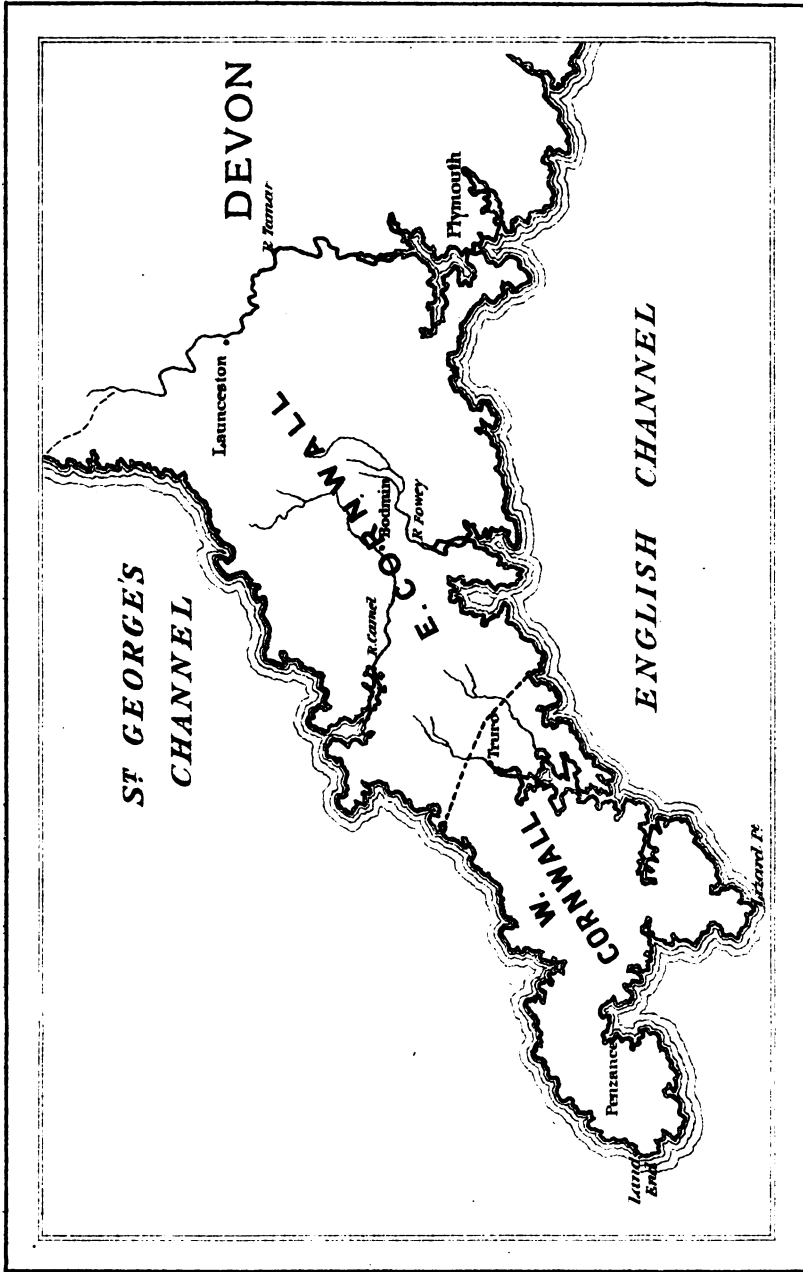 ST GEORGE'S
CHANNEL
DEVON
R. Tamar
Launceston
Plymouth
E. CORNWALL
Bodmin
R. Fowey
R. Camel
Truro
W.
CORNWALL
ENGLISH CHANNEL
Penzance
Land
End
Lizard Pt.